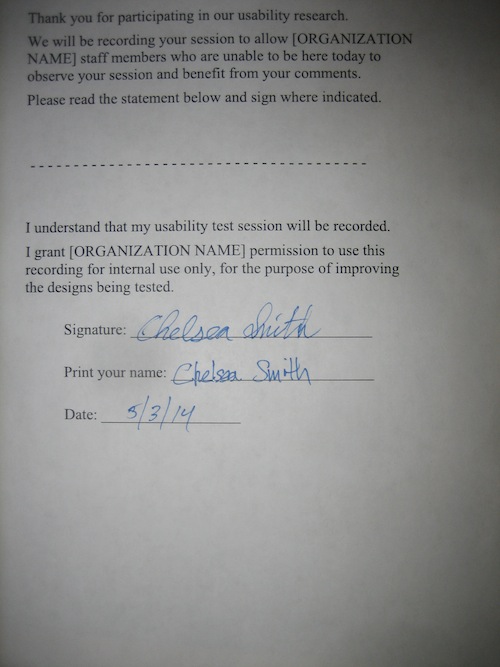 Thank you for participating in our usability research.
We will be recording your session to allow [ORGANIZATION
NAME] staff members who are unable to be here today to
observe your session and benefit from your comments.
Please read the statement below and sign where indicated.
I understand that my usability test session will be recorded.
I grant [ORGANIZATION NAME] permission to use this
recording for internal use only, for the purpose of improving
the designs being tested.
Signature: Chelsea Smith
Print your name: Chelsea Smith
Date: 5/3/14